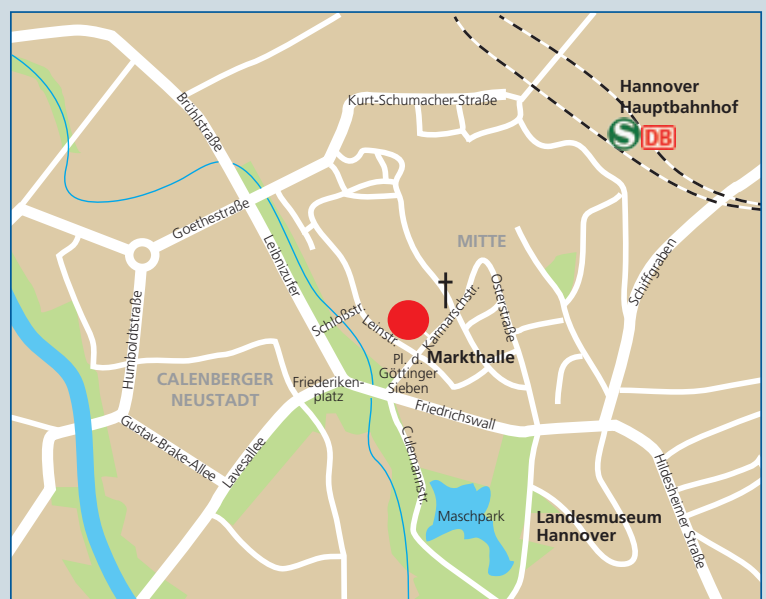 Hannover
Hauptbahnhof
S DB
Kurt-Schumacher-Straße
Brühlstraße
Goethestraße
MITTE
Leibnizufer
Schiffgraben
Osterstraße
Karmarschstr.
Schloßstr.
Leinstr.
Humboldtstraße
Markthalle
Pl. d.
Göttinger
Sieben
CALENBERGER
NEUSTADT
Friederiken-
platz
Friedrichswall
Gustav-Brake-Allee
Lavesallee
Culemannstr.
Hildesheimer Straße
Maschpark
Landesmuseum
Hannover